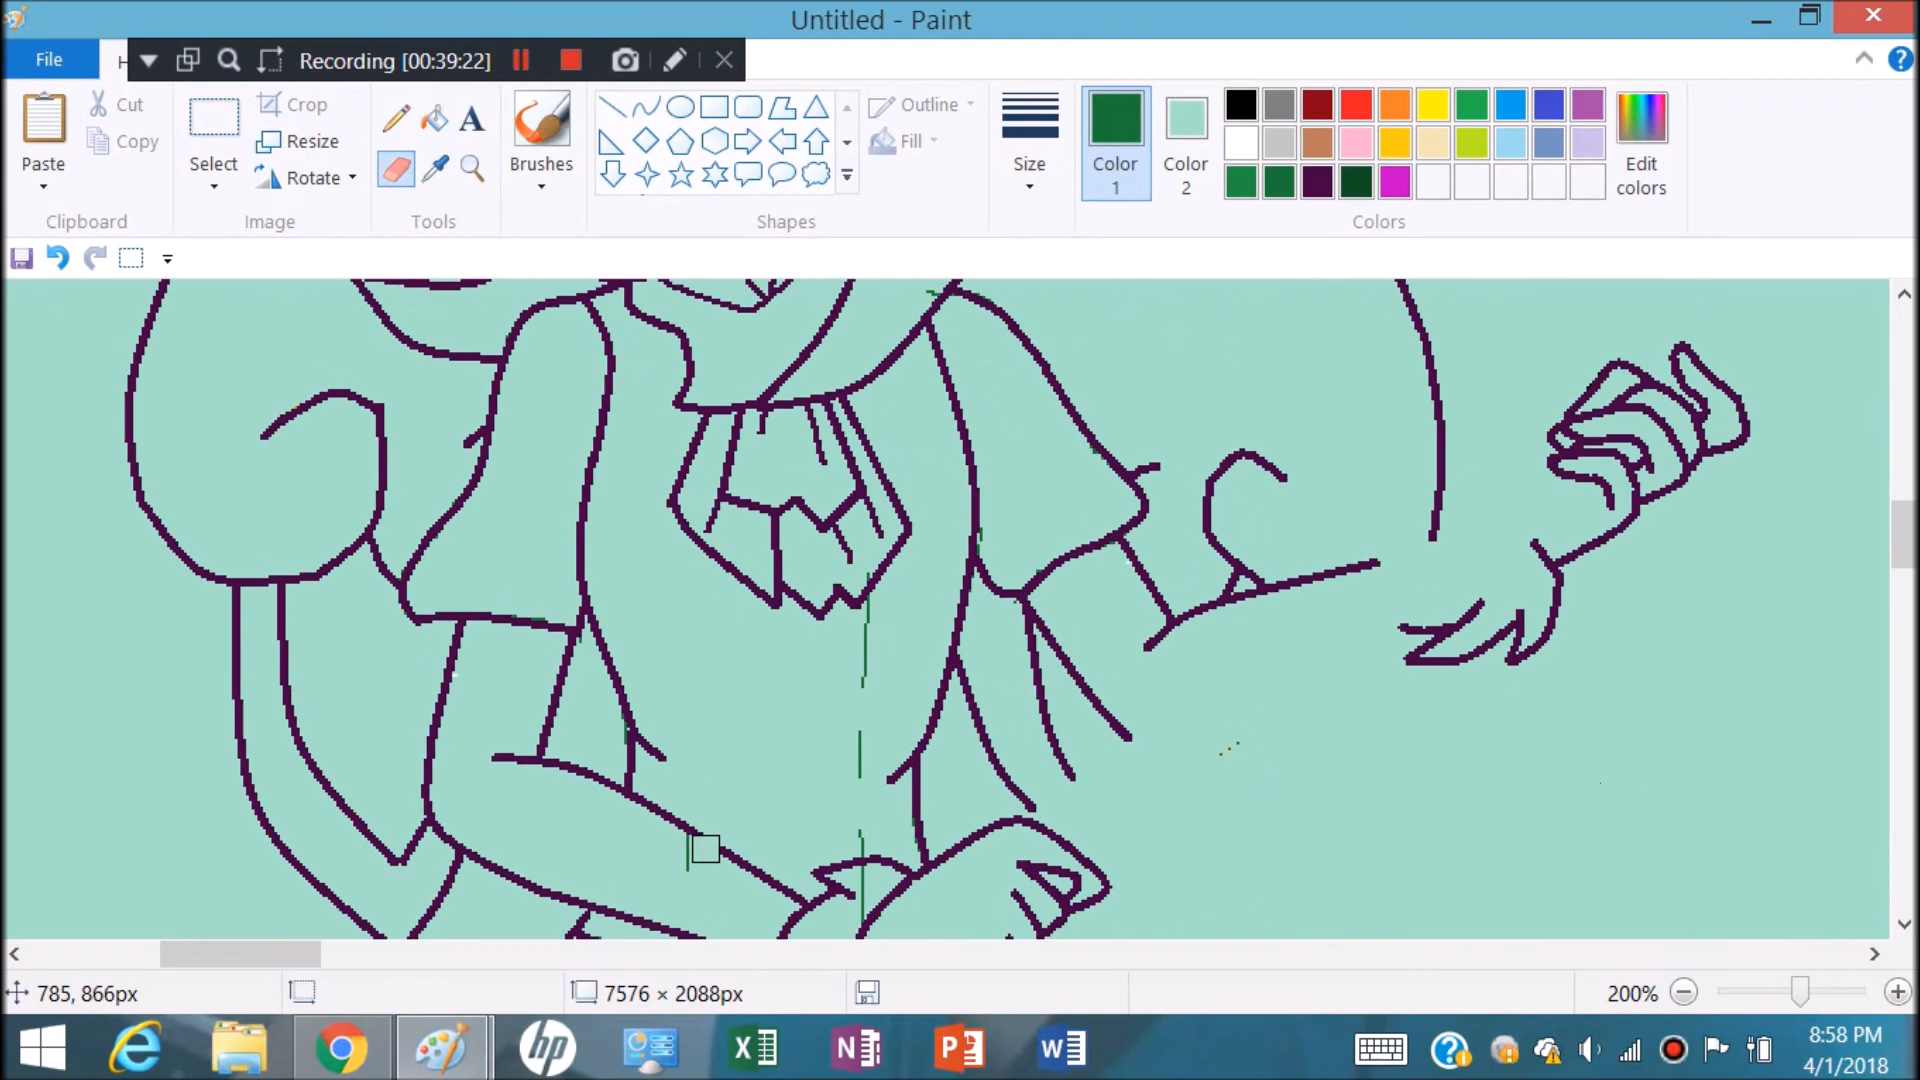 Untitled - Paint
File
H
Recording [00:39:22]
Cut
Copy
Paste
Clipboard
Crop
Resize
Rotate
Select
Image
A
Tools
Brushes
Outline
Fill
Shapes
Size
Color
1
Color
2
Edit
colors
Colors
785, 866px
7576 × 2088px
200%
hp
X
N
P
W
8:58 PM
4/1/2018